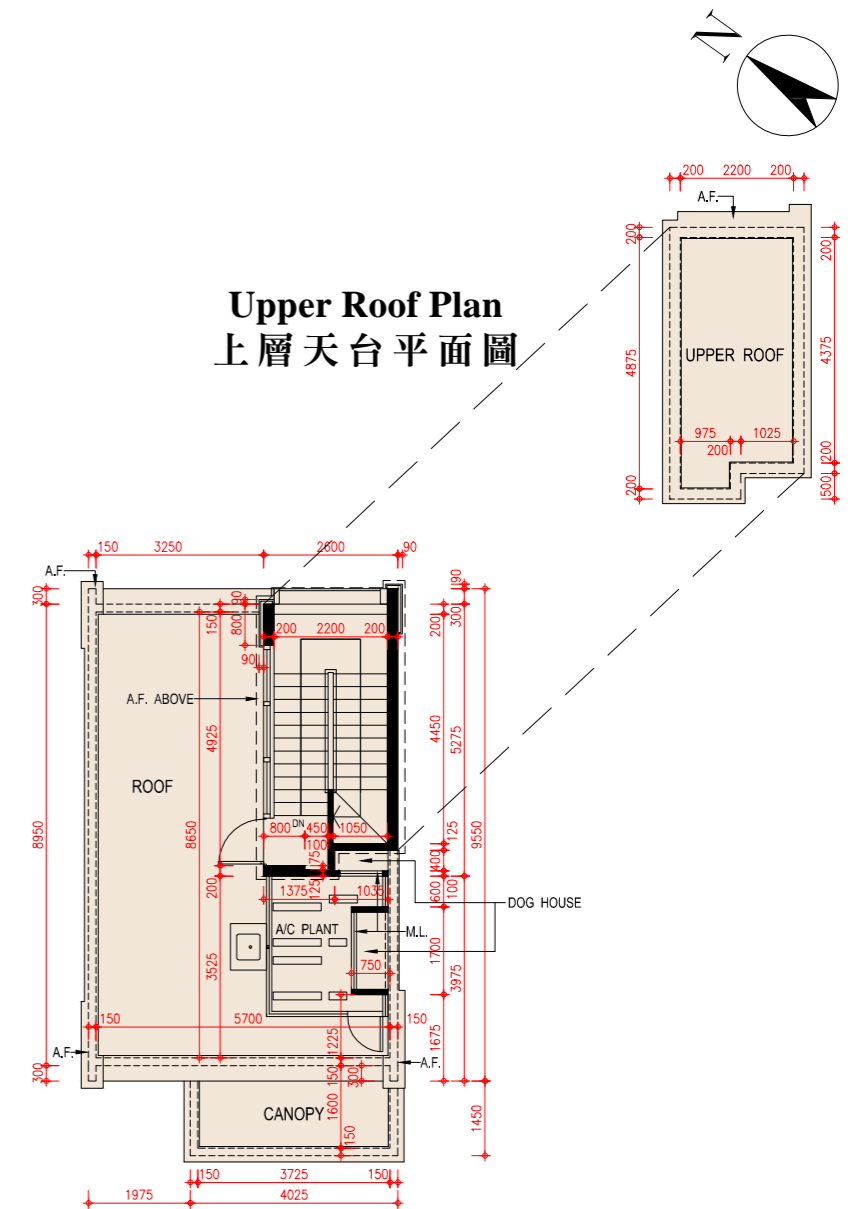 N
200 2200 200
A.F.
200
200
Upper Roof Plan
上層天台平面圖
4875
UPPER ROOF
4375
975 1025
200
200
200
500
150 3250 2600 90
A.F.
300
90
150
800
90
300
200
200 2200 200
90
A.F. ABOVE
4925
4450
5275
ROOF
8950
8650
9550
DN
800 450 1050
100
125
75
400
200
125
600
100
1375 1035
DOG HOUSE
A/C PLANT
M.L.
1700
3525
750
3975
150 5700 150
1675
1225
A.F.
A.F.
300
150
300
1600
CANOPY
1450
150
150 3725 150
1975 4025